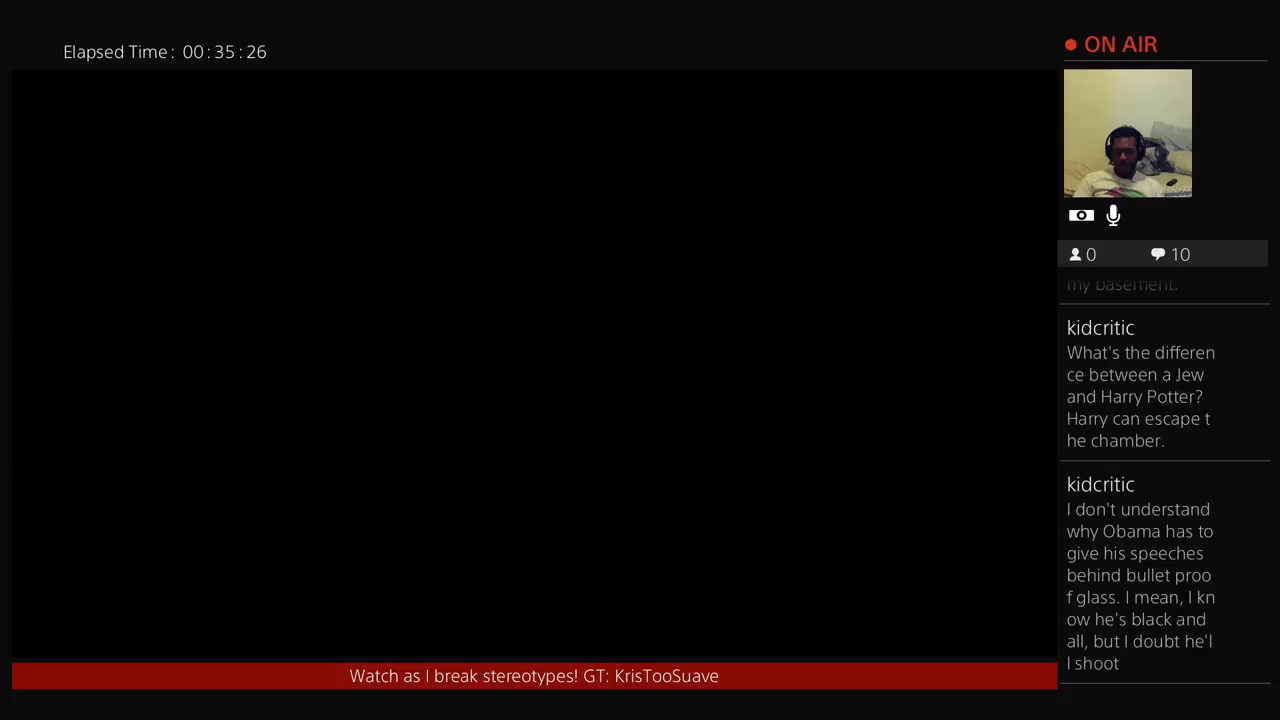 Elapsed Time: 00:35:26
ON AIR
0 10
my basement.
kidcritic
What's the differen
ce between a Jew
and Harry Potter?
Harry can escape t
he chamber.
kidcritic
I don't understand
why Obama has to
give his speeches
behind bullet proo
f glass. I mean, I kn
ow he's black and
all, but I doubt he'l
l shoot
Watch as I break stereotypes! GT: KrisTooSuave